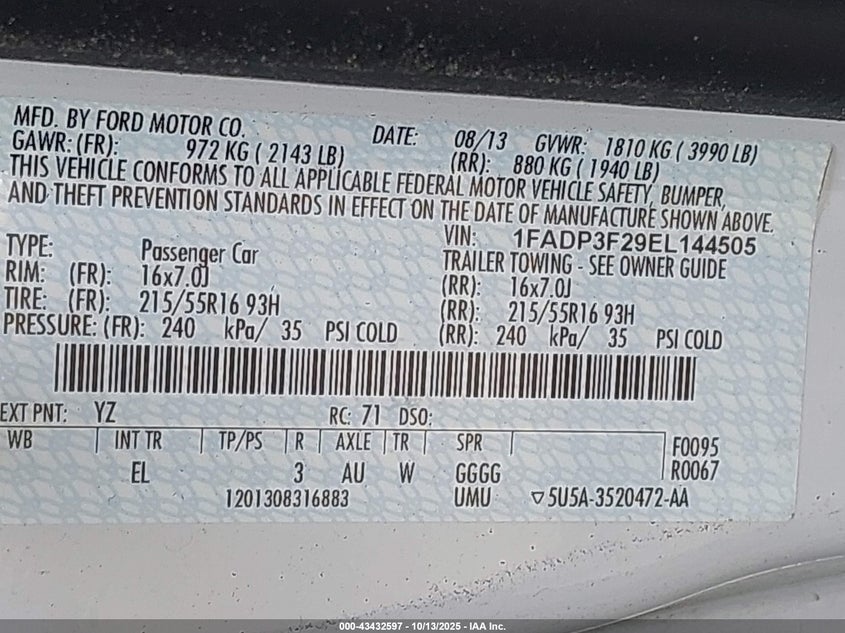 MFD. BY FORD MOTOR CO. DATE: 08/13 GVWR: 1810 KG ( 3990 LB)
GAWR: (FR): 972 KG ( 2143 LB) (RR): 880 KG ( 1940 LB)
THIS VEHICLE CONFORMS TO ALL APPLICABLE FEDERAL MOTOR VEHICLE SAFETY, BUMPER,
AND THEFT PREVENTION STANDARDS IN EFFECT ON THE DATE OF MANUFACTURE SHOWN ABOVE.
VIN: 1FADP3F29EL144505
TYPE: Passenger Car TRAILER TOWING - SEE OWNER GUIDE
RIM: (FR): 16x7.0J (RR): 16x7.0J
TIRE: (FR): 215/55R16 93H (RR): 215/55R16 93H
PRESSURE: (FR): 240 kPa/ 35 PSI COLD (RR): 240 kPa/ 35 PSI COLD
EXT PNT: YZ RC: 71 DSO:
WB INT TR TP/PS R AXLE TR SPR F0095
EL 3 AU W GGGG R0067
1201308316883 UMU ▽5U5A-3520472-AA
000-43432597 - 10/13/2025 - IAA Inc.